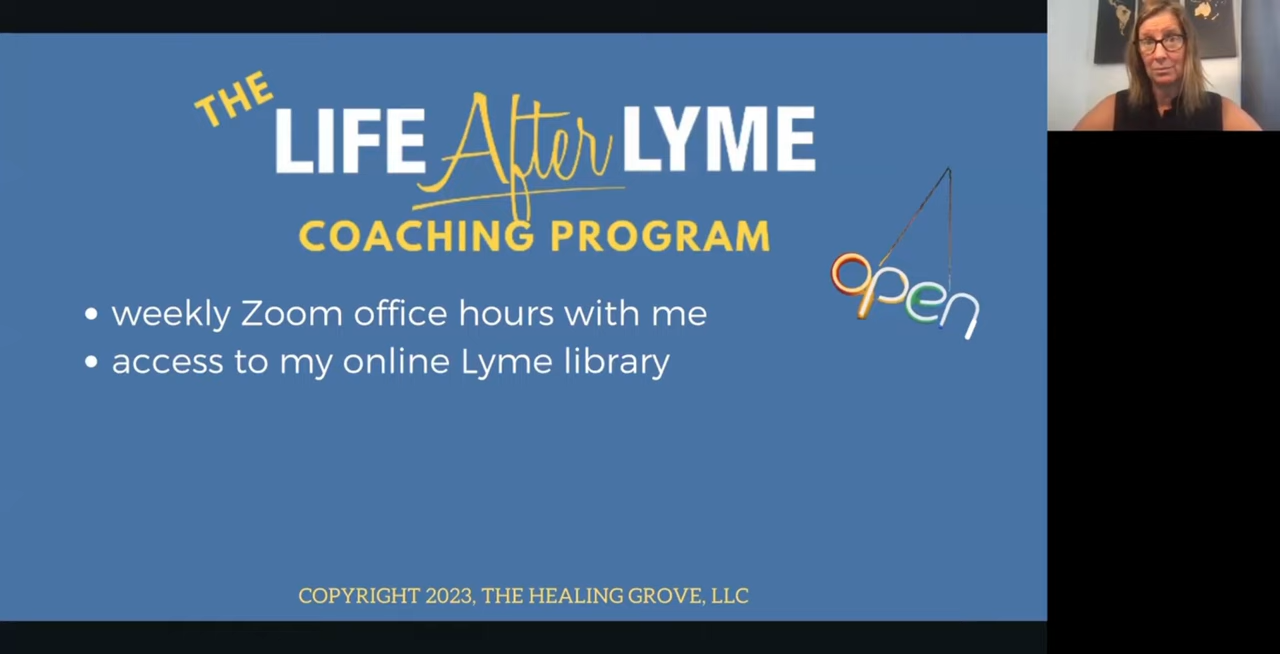 THE
LIFE After LYME
COACHING PROGRAM
open
• weekly Zoom office hours with me
• access to my online Lyme library
COPYRIGHT 2023, THE HEALING GROVE, LLC